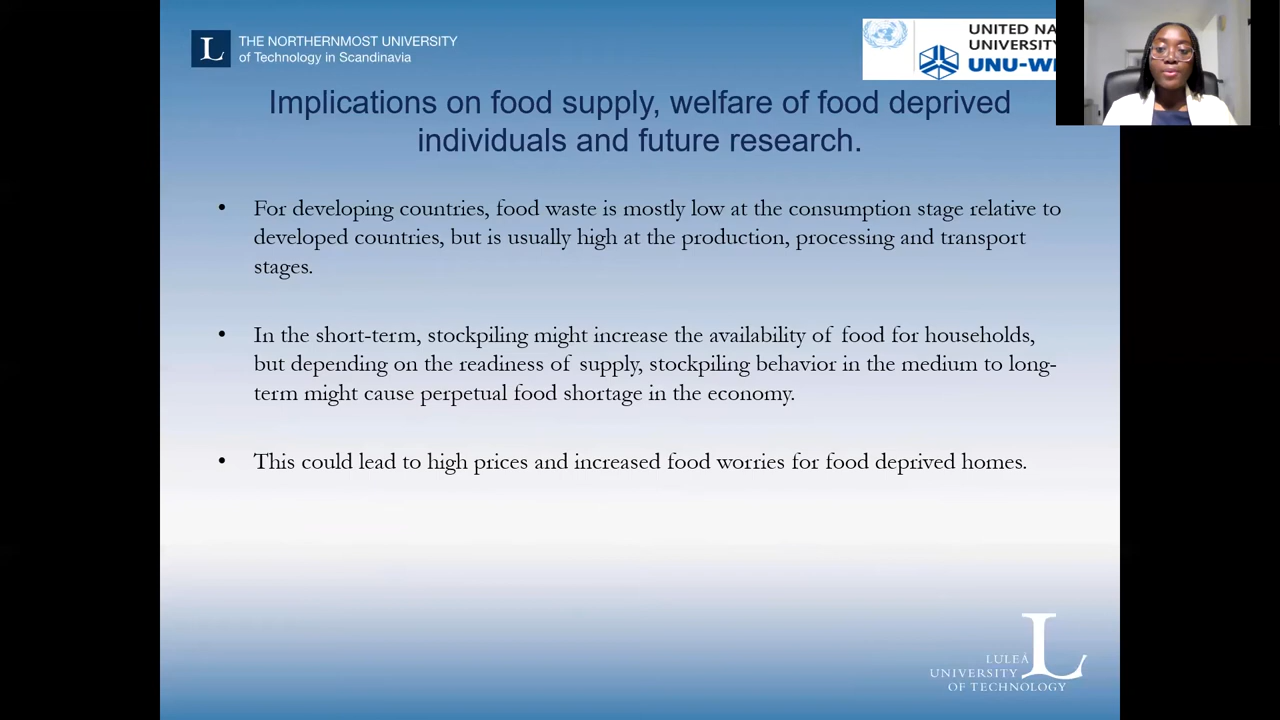 L THE NORTHERNMOST UNIVERSITY
of Technology in Scandinavia
UNITED NA
UNIVERSITY
UNU-WI
Implications on food supply, welfare of food deprived
individuals and future research.
• For developing countries, food waste is mostly low at the consumption stage relative to
developed countries, but is usually high at the production, processing and transport
stages.
• In the short-term, stockpiling might increase the availability of food for households,
but depending on the readiness of supply, stockpiling behavior in the medium to long-
term might cause perpetual food shortage in the economy.
• This could lead to high prices and increased food worries for food deprived homes.
L
LULEÅ
UNIVERSITY
OF TECHNOLOGY